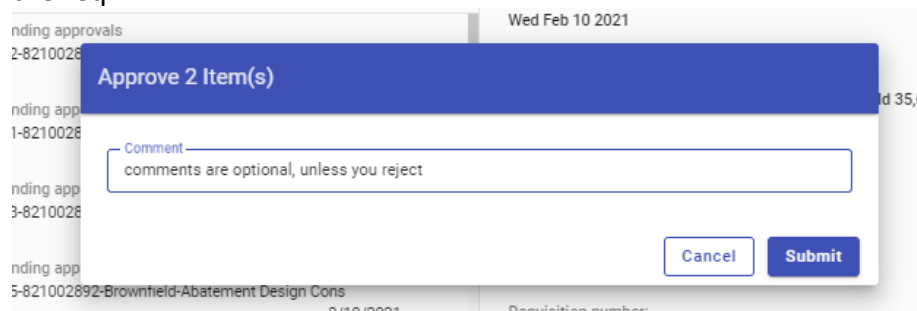 Wed Feb 10 2021
nding approvals
2-8210028
Approve 2 Item(s)
nding app
ld 35,
1-8210028
Comment
comments are optional, unless you reject
nding app
3-8210028
Cancel
Submit
nding app
5-821002892-Brownfield-Abatement Design Cons